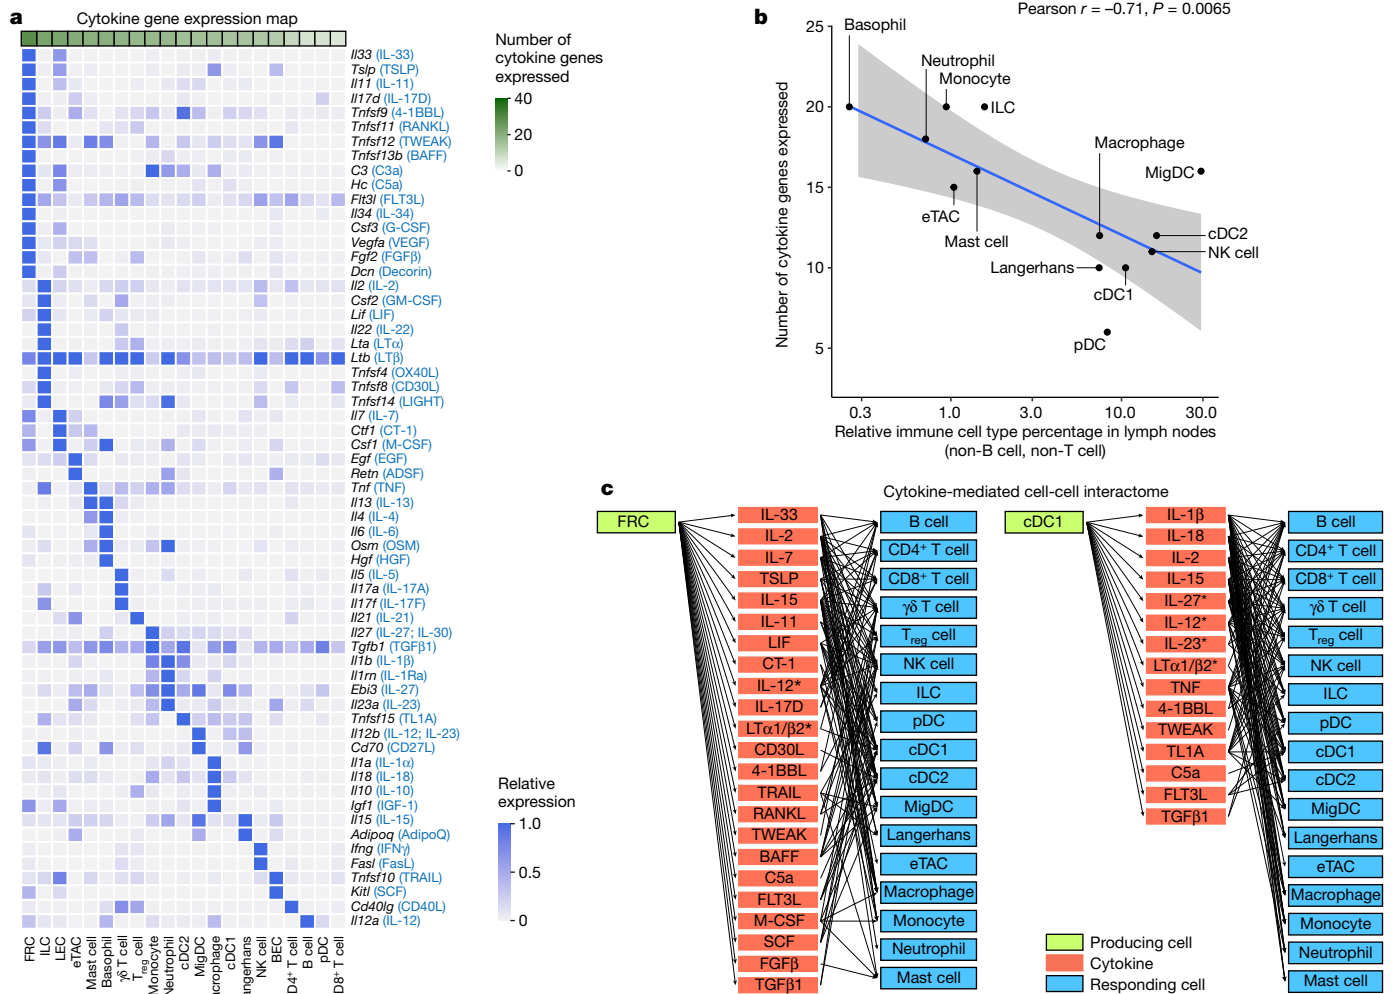 a
Cytokine gene expression map
Il33 (IL-33)
Tslp (TSLP)
Il11 (IL-11)
Il17d (IL-17D)
Tnfsf9 (4-1BBL)
Tnfsf11 (RANKL)
Tnfsf12 (TWEAK)
Tnfsf13b (BAFF)
C3 (C3a)
Hc (C5a)
Flt3l (FLT3L)
Il34 (IL-34)
Csf3 (G-CSF)
Vegfa (VEGF)
Fgf2 (FGFβ)
Dcn (Decorin)
Il2 (IL-2)
Csf2 (GM-CSF)
Lif (LIF)
Il22 (IL-22)
Lta (LTα)
Ltb (LTβ)
Tnfsf4 (OX40L)
Tnfsf8 (CD30L)
Tnfsf14 (LIGHT)
Il7 (IL-7)
Ctf1 (CT-1)
Csf1 (M-CSF)
Egf (EGF)
Retn (ADSF)
Tnf (TNF)
Il13 (IL-13)
Il4 (IL-4)
Il6 (IL-6)
Osm (OSM)
Hgf (HGF)
Il5 (IL-5)
Il17a (IL-17A)
Il17f (IL-17F)
Il21 (IL-21)
Il27 (IL-27; IL-30)
Tgfb1 (TGFβ1)
Il1b (IL-1β)
Il1rn (IL-1Ra)
Ebi3 (IL-27)
Il23a (IL-23)
Tnfsf15 (TL1A)
Il12b (IL-12; IL-23)
Cd70 (CD27L)
Il1a (IL-1α)
Il18 (IL-18)
Il10 (IL-10)
Igf1 (IGF-1)
Il15 (IL-15)
Adipoq (AdipoQ)
Ifng (IFNγ)
Fasl (FasL)
Tnfsf10 (TRAIL)
Kitl (SCF)
Cd40lg (CD40L)
Il12a (IL-12)
FRC
ILC
LEC
eTAC
Mast cell
Basophil
γδ T cell
Treg cell
Monocyte
Neutrophil
cDC2
MigDC
acrophage
cDC1
angerhans
NK cell
BEC
D4+ T cell
B cell
pDC
D8+ T cell
Number of
cytokine genes
expressed
40
20
0
Relative
expression
1.0
0.5
0
b
Pearson r = –0.71, P = 0.0065
Number of cytokine genes expressed
25
20
15
10
5
Basophil
Neutrophil
Monocyte
ILC
Macrophage
MigDC
eTAC
Mast cell
cDC2
NK cell
Langerhans
cDC1
pDC
0.3
1.0
3.0
10.0
30.0
Relative immune cell type percentage in lymph nodes
(non-B cell, non-T cell)
c
Cytokine-mediated cell-cell interactome
FRC
IL-33
IL-2
IL-7
TSLP
IL-15
IL-11
LIF
CT-1
IL-12*
IL-17D
LTα1/β2*
CD30L
4-1BBL
TRAIL
RANKL
TWEAK
BAFF
C5a
FLT3L
M-CSF
SCF
FGFβ
TGFβ1
B cell
CD4+ T cell
CD8+ T cell
γδ T cell
Treg cell
NK cell
ILC
pDC
cDC1
cDC2
MigDC
Langerhans
eTAC
Macrophage
Monocyte
Neutrophil
Mast cell
cDC1
IL-1β
IL-18
IL-2
IL-15
IL-27*
IL-12*
IL-23*
LTα1/β2*
TNF
4-1BBL
TWEAK
TL1A
C5a
FLT3L
TGFβ1
B cell
CD4+ T cell
CD8+ T cell
γδ T cell
Treg cell
NK cell
ILC
pDC
cDC1
cDC2
MigDC
Langerhans
eTAC
Macrophage
Monocyte
Neutrophil
Mast cell
Producing cell
Cytokine
Responding cell